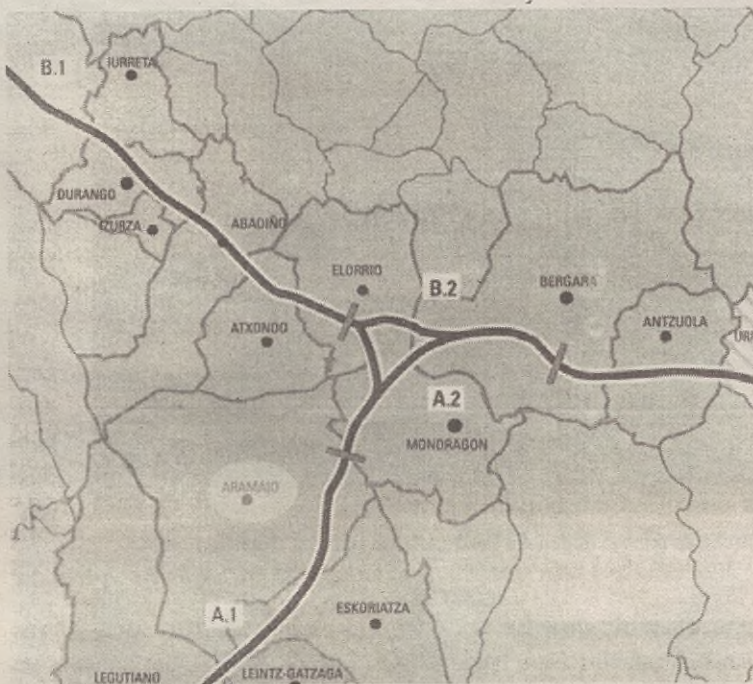 B.1
IURRETA
DURANGO
IZURZA
ABADIÑO
ELORRIO
B.2
BERGARA
ANTZUOLA
ATXONDO
A.2
MONDRAGON
ARAMAIO
A.1
ESKORIATZA
LEGUTIANO
LEINTZ-GATZAGA